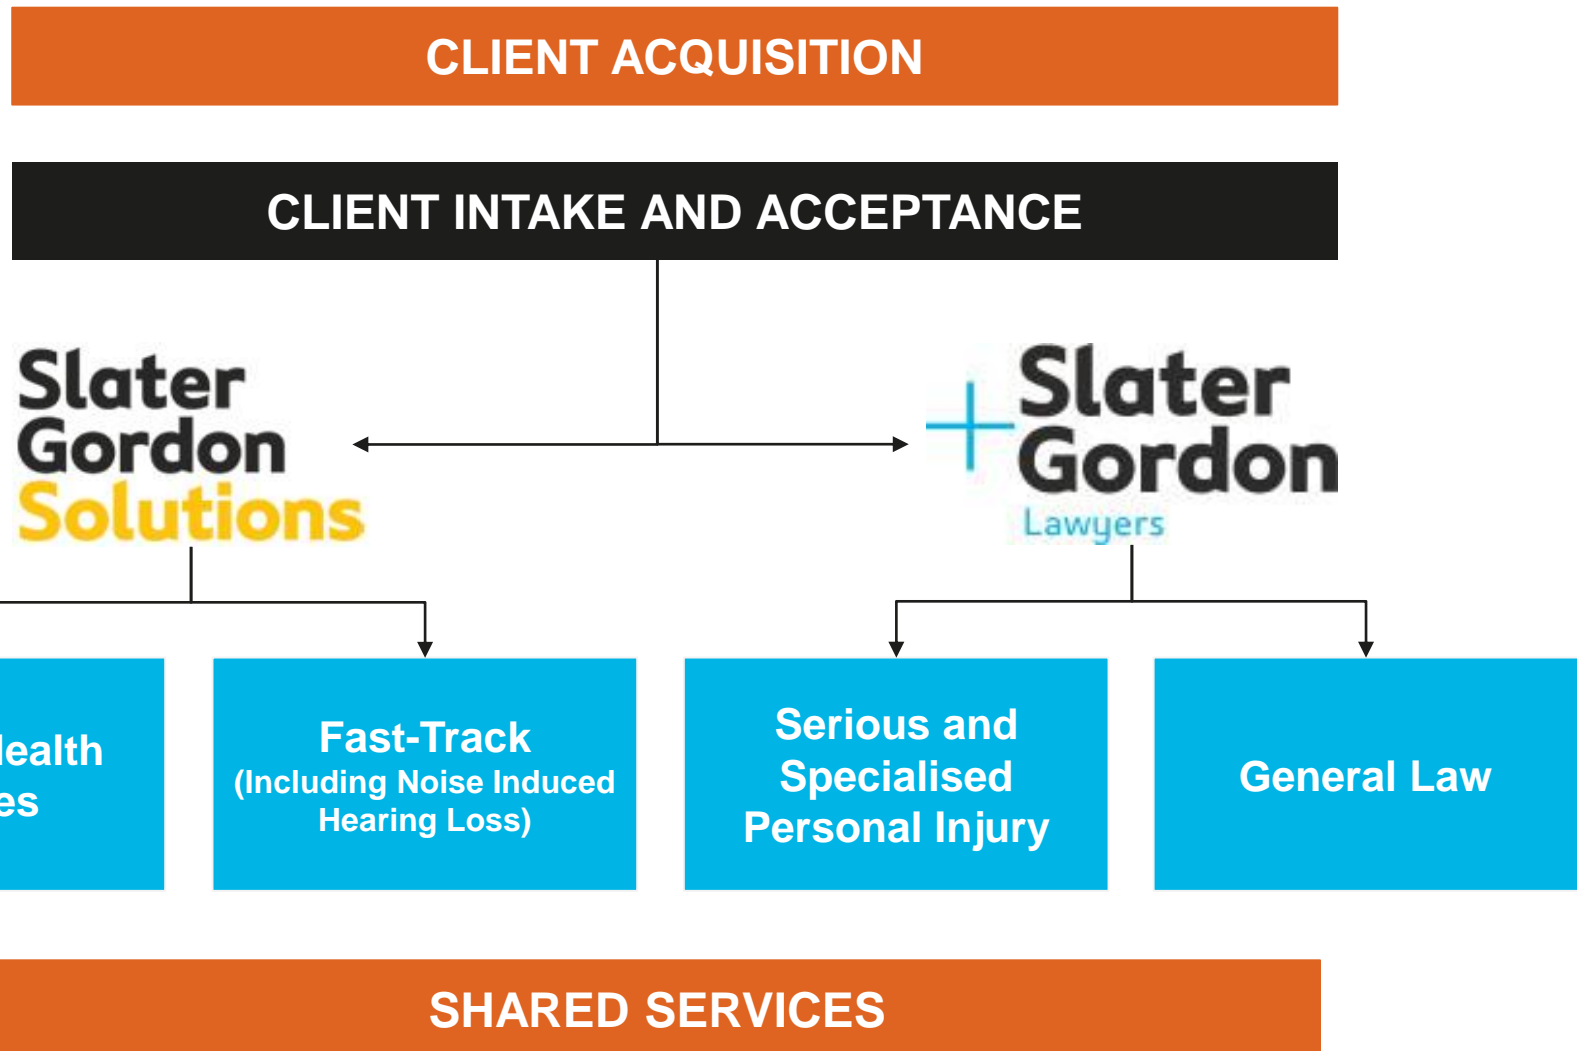 CLIENT ACQUISITION
CLIENT INTAKE AND ACCEPTANCE
Slater
Gordon
Solutions
Slater
Gordon
Lawyers
Fast-Track
(Including Noise Induced
Hearing Loss)
Serious and
Specialised
Personal Injury
General Law
SHARED SERVICES